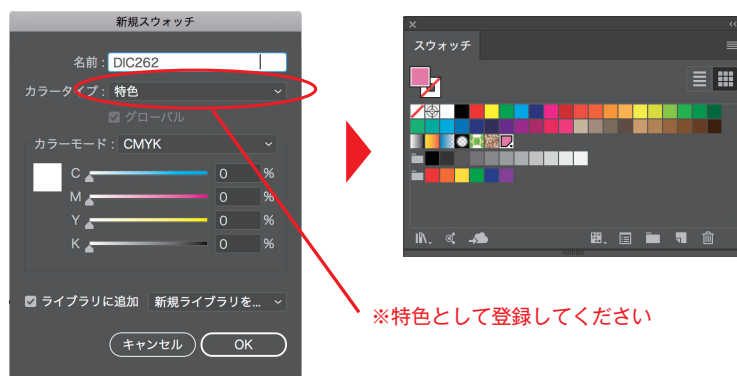 新規スウォッチ
名前：DIC262
カラータイプ：特色
グローバル
カラーモード：CMYK
C 0 %
M 0 %
Y 0 %
K 0 %
ライブラリに追加 新規ライブラリを...
キャンセル OK
スウォッチ
※特色として登録してください